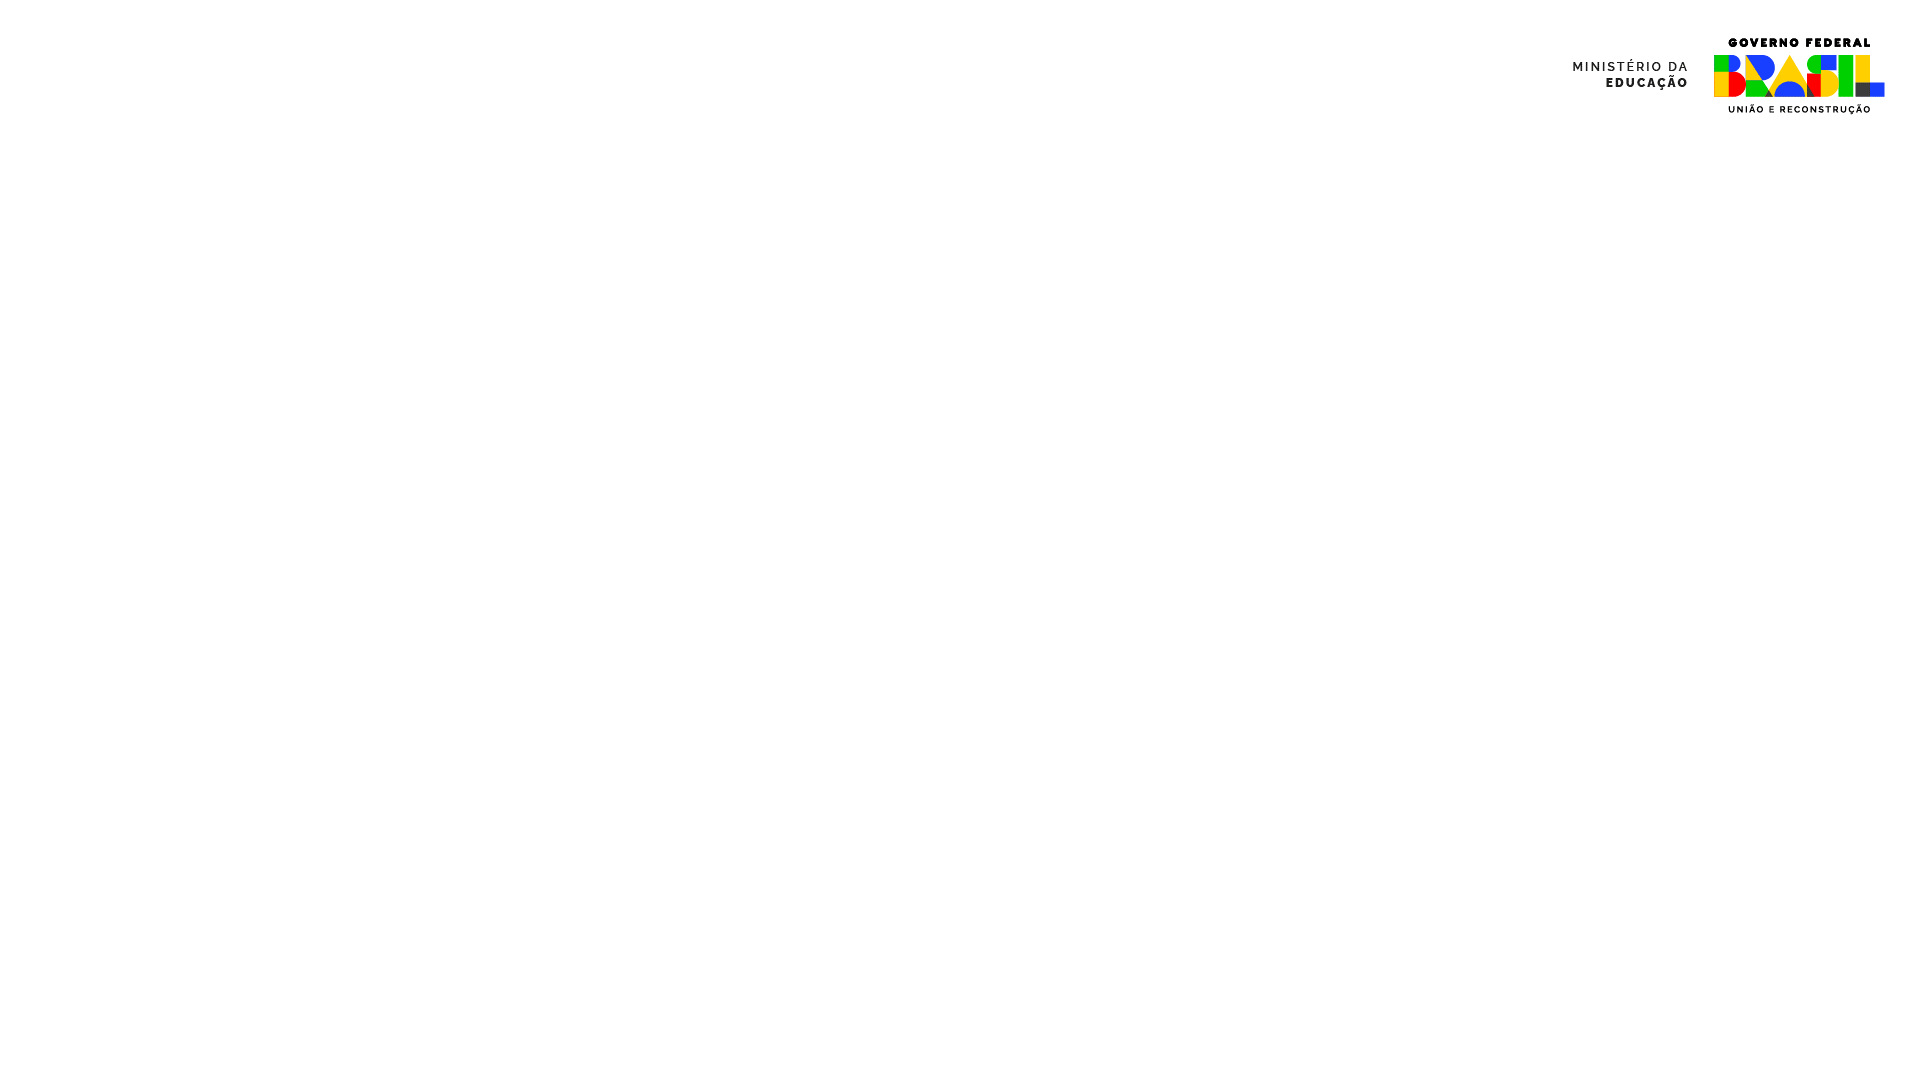 MINISTÉRIO DA
EDUCAÇÃO
GOVERNO FEDERAL
BRASIL
UNIÃO E RECONSTRUÇÃO